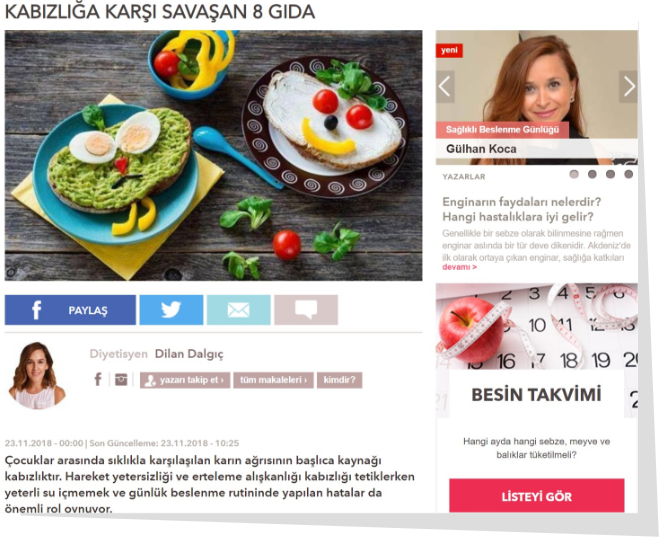 KABIZLIĞA KARŞI SAVAŞAN 8 GIDA
PAYLAŞ
Diyetisyen Dilan Dalgıç
yazarı takip et ›
tüm makaleleri ›
kimdir?
23.11.2018 - 00:00 | Son Güncelleme: 23.11.2018 - 10:25
Çocuklar arasında sıklıkla karşılaşılan karın ağrısının başlıca kaynağı
kabızlıktır. Hareket yetersizliği ve erteleme alışkanlığı kabızlığı tetiklerken
yeterli su içmemek ve günlük beslenme rutininde yapılan hatalar da
önemli rol oynuyor.
yeni
Sağlıklı Beslenme Günlüğü
Gülhan Koca
YAZARLAR
Enginarın faydaları nelerdir?
Hangi hastalıklara iyi gelir?
Genellikle bir sebze olarak bilinmesine rağmen
enginar aslında bir tür deve dikenidir. Akdeniz'de
ilk olarak ortaya çıkan enginar, sağlığa katkıları
devamı >
2 3 4 5 6
10 11 12
16 17 18 19
BESİN TAKVİMİ
Hangi ayda hangi sebze, meyve ve
balıklar tüketilmeli?
LİSTEYİ GÖR